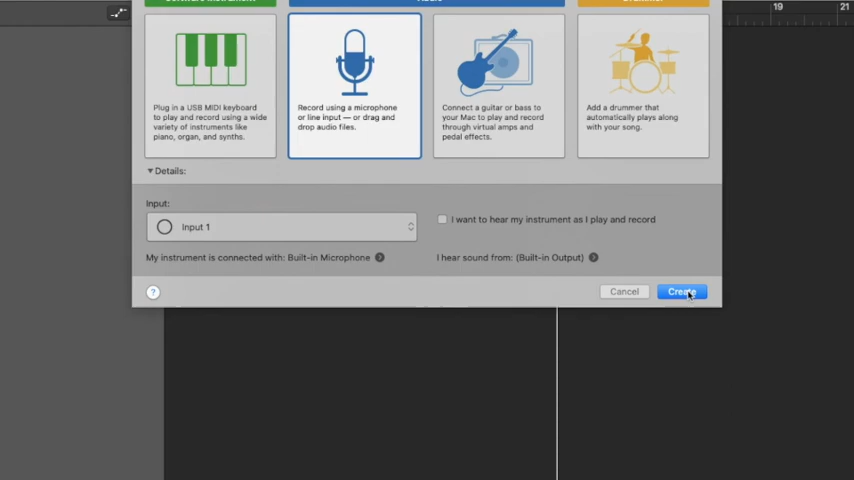 19
21
Plug in a USB MIDI keyboard
to play and record using a wide
variety of instruments like
piano, organ, and synths.
Record using a microphone
or line input — or drag and
drop audio files.
Connect a guitar or bass to
your Mac to play and record
through virtual amps and
pedal effects.
Add a drummer that
automatically plays along
with your song.
Details:
Input:
Input 1
I want to hear my instrument as I play and record
My instrument is connected with: Built-in Microphone
I hear sound from: (Built-in Output)
?
Cancel
Create